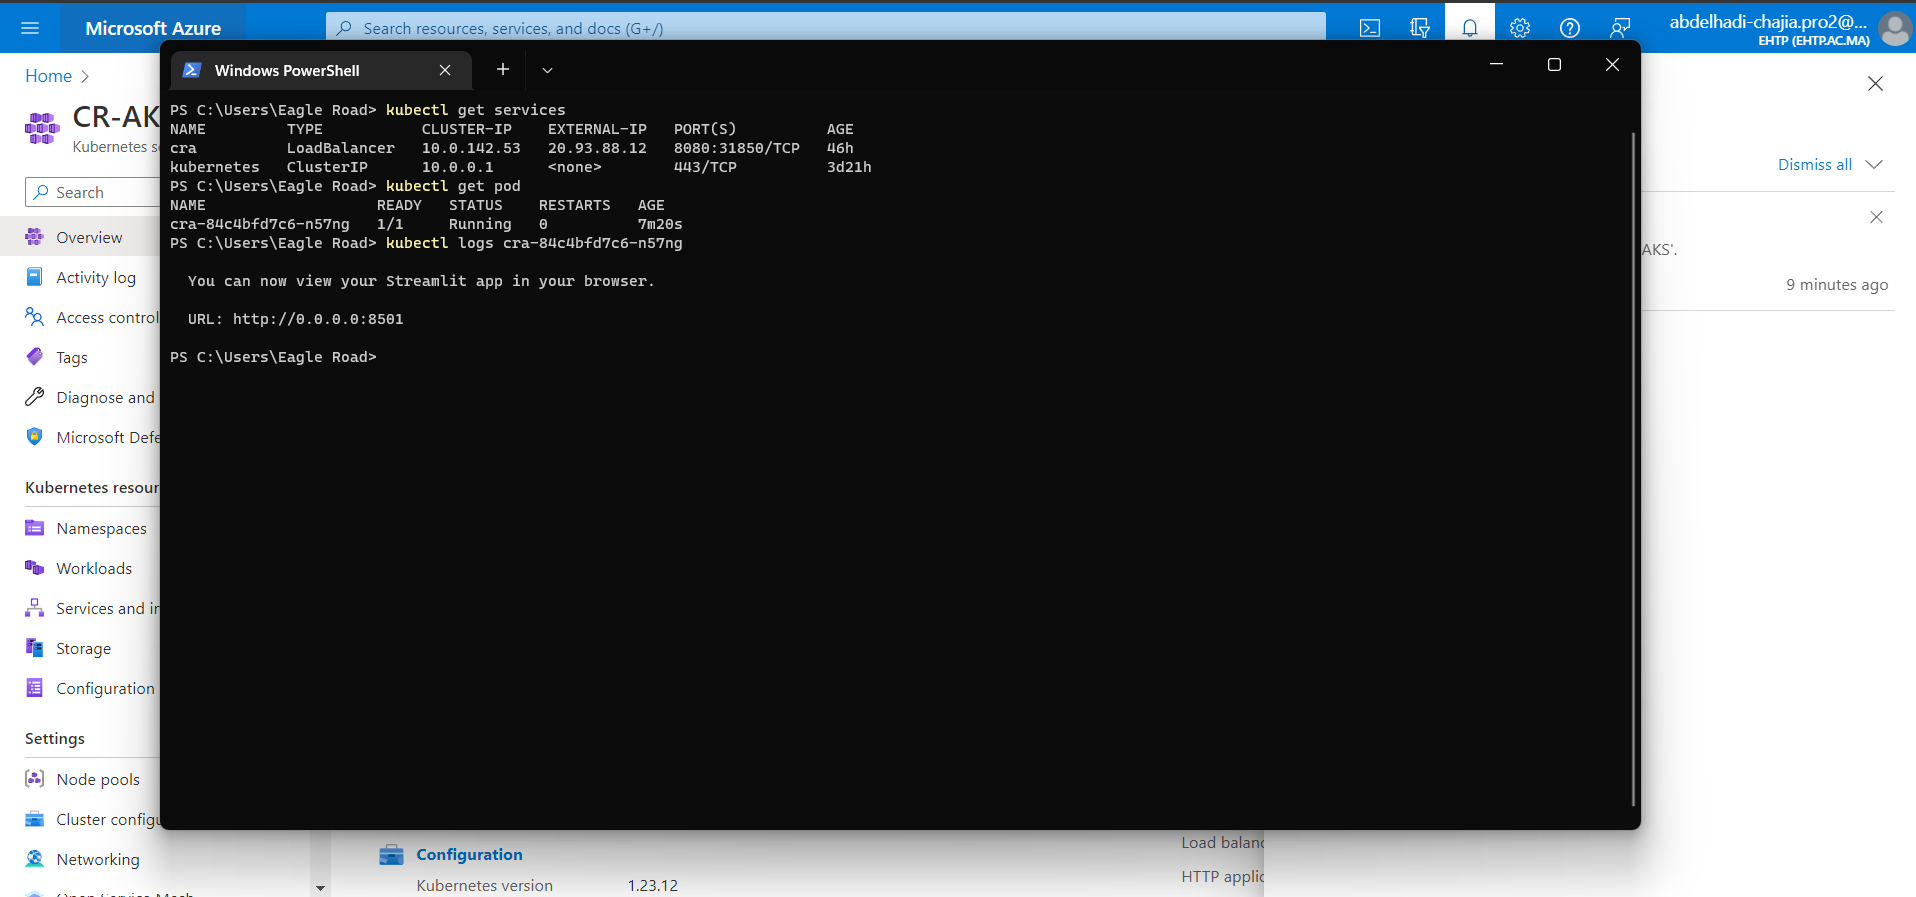 Microsoft Azure
Search resources, services, and docs (G+/)
abdelhadi-chajia.pro2@...
EHTP (EHTP.AC.MA)
Home
CR-AK
Kubernetes s
Search
Overview
Activity log
Access control
Tags
Diagnose and
Microsoft Defe
Kubernetes resour
Namespaces
Workloads
Services and in
Storage
Configuration
Settings
Node pools
Cluster configu
Networking
Windows PowerShell
PS C:\Users\Eagle Road> kubectl get services
NAME TYPE CLUSTER-IP EXTERNAL-IP PORT(S) AGE
cra LoadBalancer 10.0.142.53 20.93.88.12 8080:31850/TCP 46h
kubernetes ClusterIP 10.0.0.1 <none> 443/TCP 3d21h
PS C:\Users\Eagle Road> kubectl get pod
NAME READY STATUS RESTARTS AGE
cra-84c4bfd7c6-n57ng 1/1 Running 0 7m20s
PS C:\Users\Eagle Road> kubectl logs cra-84c4bfd7c6-n57ng
You can now view your Streamlit app in your browser.
URL: http://0.0.0.0:8501
PS C:\Users\Eagle Road>
Dismiss all
AKS'.
9 minutes ago
Configuration
Kubernetes version 1.23.12
Load balanc
HTTP applic